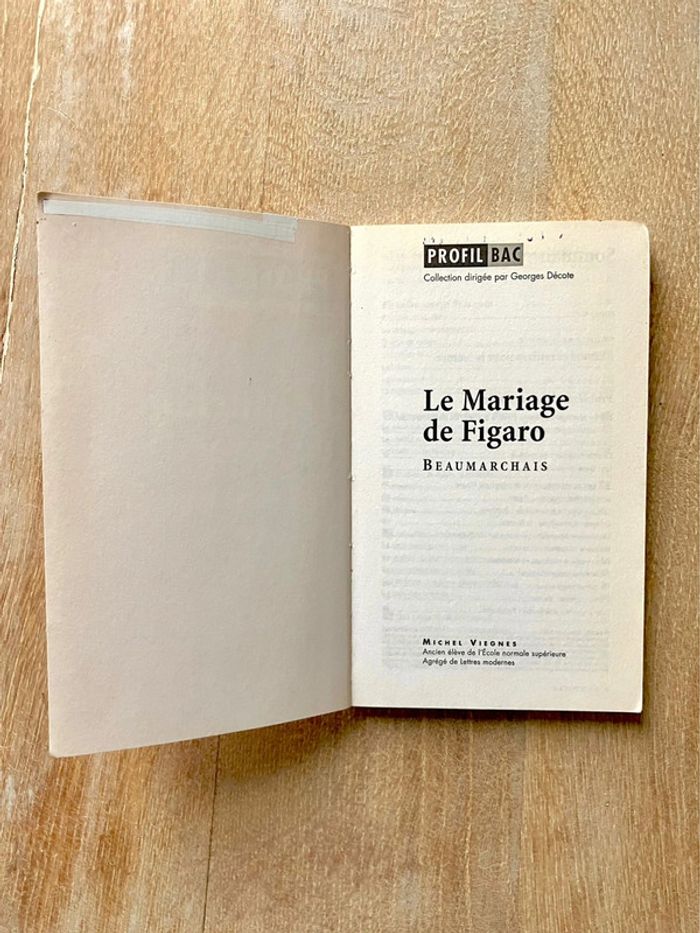 PROFIL BAC
Collection dirigée par Georges Décote
Le Mariage
de Figaro
BEAUMARCHAIS
MICHEL VIEGNES
Ancien élève de l'École normale supérieure
Agrégé de Lettres modernes